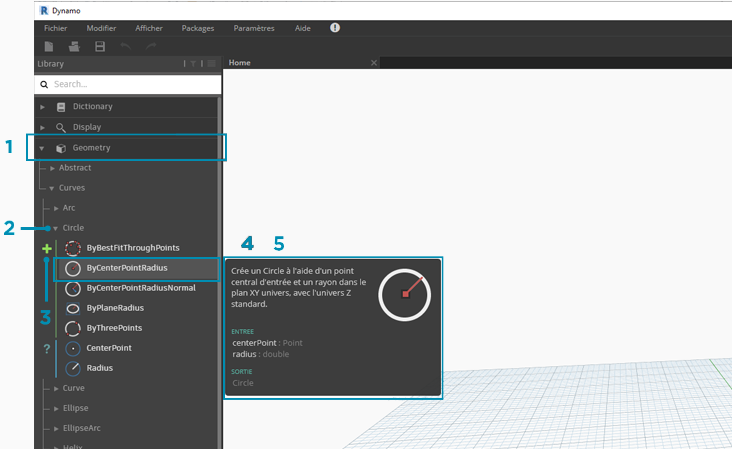 R Dynamo
Fichier Modifier Afficher Packages Paramètres Aide !
Library
Home
Search...
Dictionary
Display
1
Geometry
Abstract
Curves
Arc
2
Circle
ByBestFitThroughPoints
4 5
ByCenterPointRadius
Crée un Circle à l'aide d'un point
central d'entrée et un rayon dans le
plan XY univers, avec l'univers Z
standard.
ByCenterPointRadiusNormal
ByPlaneRadius
3
ByThreePoints
ENTREE
centerPoint : Point
radius : double
? CenterPoint
Radius
SORTIE
Circle
Curve
Ellipse
EllipseArc
Helix